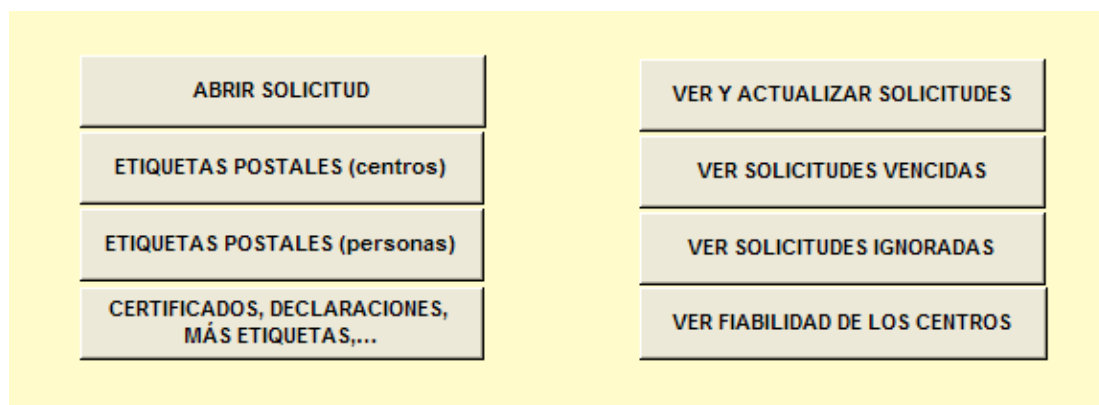 ABRIR SOLICITUD
ETIQUETAS POSTALES (centros)
ETIQUETAS POSTALES (personas)
CERTIFICADOS, DECLARACIONES,
MÁS ETIQUETAS,...
VER Y ACTUALIZAR SOLICITUDES
VER SOLICITUDES VENCIDAS
VER SOLICITUDES IGNORADAS
VER FIABILIDAD DE LOS CENTROS